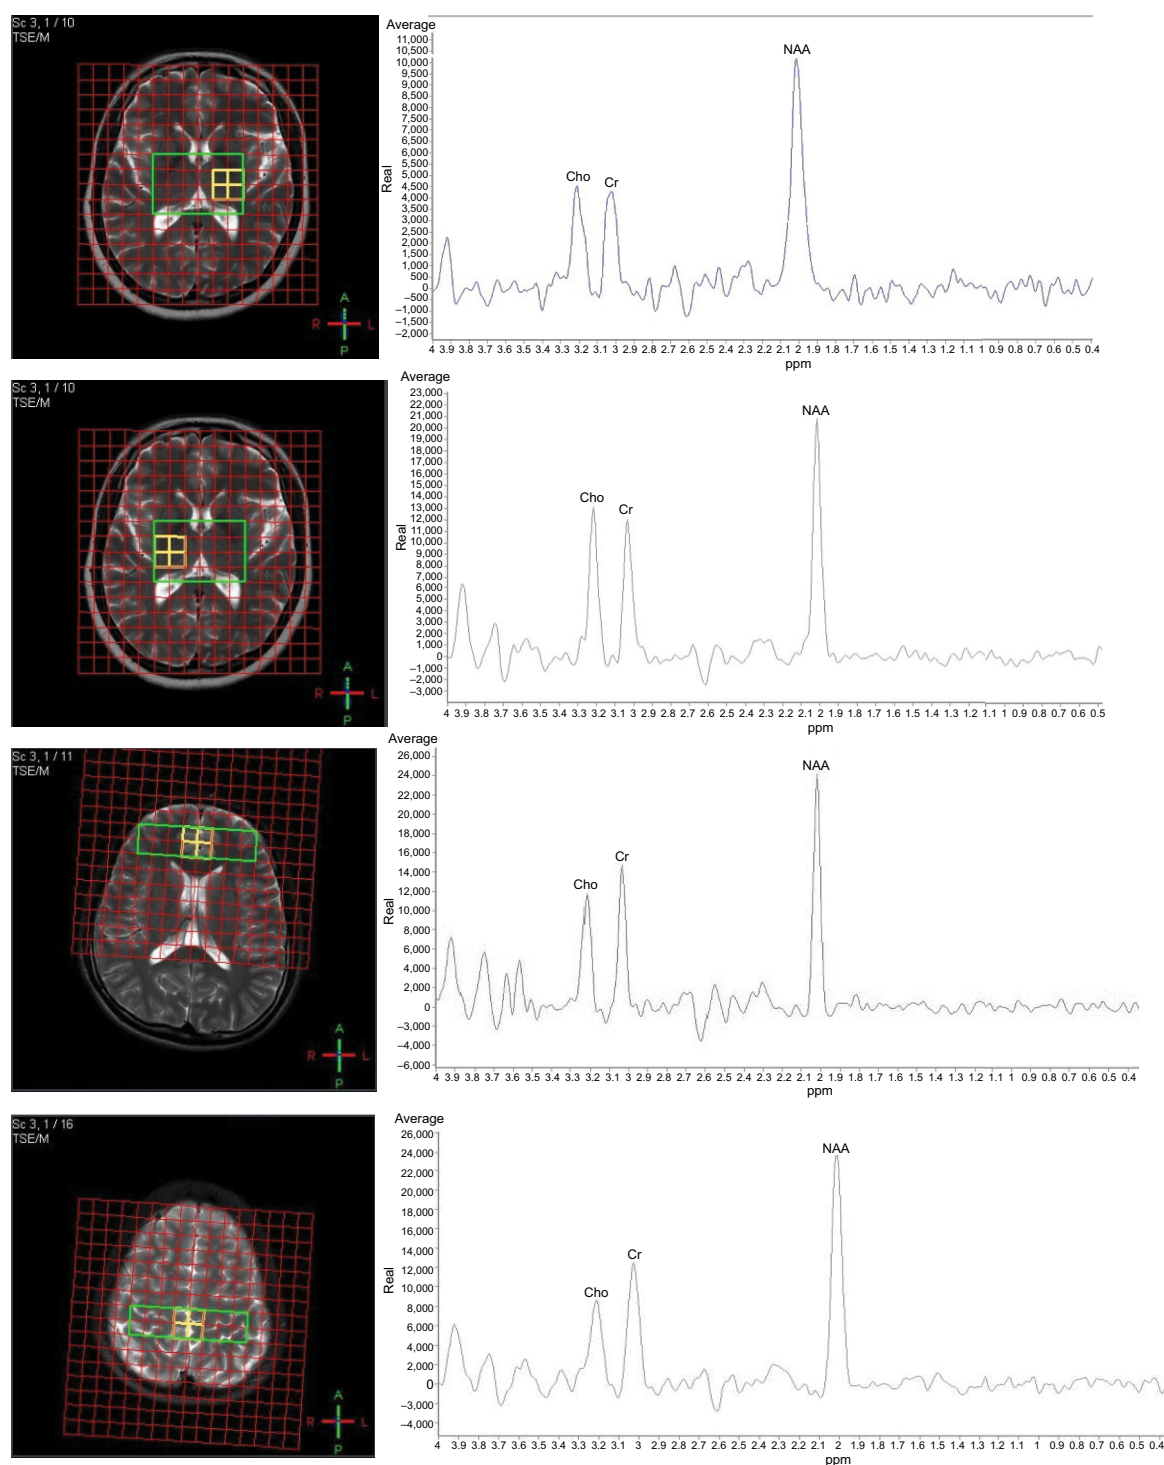 Sc 3, 1 / 10
TSE/M
A
R L
P
Average
11,000
10,500
10,000
9,500
9,000
8,500
8,000
7,500
7,000
6,500
6,000
5,500
5,000
4,500
4,000
3,500
3,000
2,500
2,000
1,500
1,000
500
0
−500
−1,000
−1,500
−2,000
Real
Cho
Cr
NAA
4 3.9 3.8 3.7 3.6 3.5 3.4 3.3 3.2 3.1 3 2.9 2.8 2.7 2.6 2.5 2.4 2.3 2.2 2.1 2 1.9 1.8 1.7 1.6 1.5 1.4 1.3 1.2 1.1 1 0.9 0.8 0.7 0.6 0.5 0.4
ppm
Sc 3, 1 / 10
TSE/M
A
R L
P
Average
23,000
22,000
21,000
20,000
19,000
18,000
17,000
16,000
15,000
14,000
13,000
12,000
11,000
10,000
9,000
8,000
7,000
6,000
5,000
4,000
3,000
2,000
1,000
0
−1,000
−2,000
−3,000
Real
Cho
Cr
NAA
4 3.9 3.8 3.7 3.6 3.5 3.4 3.3 3.2 3.1 3 2.9 2.8 2.7 2.6 2.5 2.4 2.3 2.2 2.1 2 1.9 1.8 1.7 1.6 1.5 1.4 1.3 1.2 1.1 1 0.9 0.8 0.7 0.6 0.5
ppm
Sc 3, 1 / 11
TSE/M
A
R L
P
Average
26,000
24,000
22,000
20,000
18,000
16,000
14,000
12,000
10,000
8,000
6,000
4,000
2,000
0
−3,000
−4,000
−6,000
Real
Cho
Cr
NAA
4 3.9 3.8 3.7 3.6 3.5 3.4 3.3 3.2 3.1 3 2.9 2.8 2.7 2.6 2.5 2.4 2.3 2.2 2.1 2 1.9 1.8 1.7 1.6 1.5 1.4 1.3 1.2 1.1 1 0.9 0.8 0.7 0.6 0.5 0.4
ppm
Sc 3, 1 / 16
TSE/M
A
R L
P
Average
26,000
24,000
22,000
20,000
18,000
16,000
14,000
12,000
10,000
8,000
6,000
4,000
2,000
0
−3,000
−4,000
Real
Cho
Cr
NAA
4 3.9 3.8 3.7 3.6 3.5 3.4 3.3 3.2 3.1 3 2.9 2.8 2.7 2.6 2.5 2.4 2.3 2.2 2.1 2 1.9 1.8 1.7 1.6 1.5 1.4 1.3 1.2 1.1 1 0.9 0.8 0.7 0.6 0.5 0.4
ppm